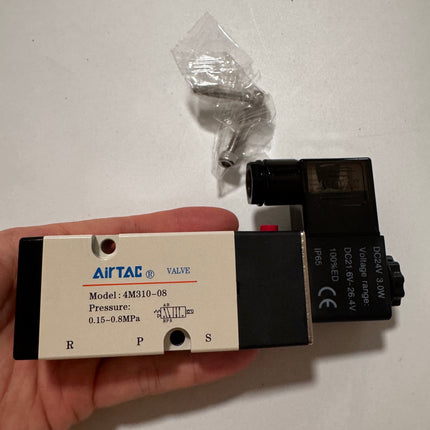 AirTAC ® VALVE
Model: 4M310-08
Pressure:
0.15-0.8MPa
R P S
DC24V 3.0W
Voltage range:
DC21.6V-26.4V
100%ED
IP65
CE